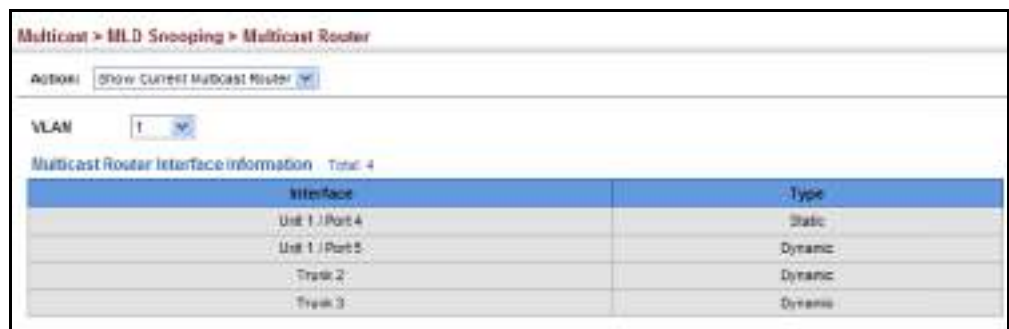 Multicast > MLD Snooping > Multicast Router
Action: Show Current Multicast Router
VLAN 1
Multicast Router Interface Information Total: 4
Interface Type
Unit 1 / Port 4 Static
Unit 1 / Port 5 Dynamic
Trunk 2 Dynamic
Trunk 3 Dynamic